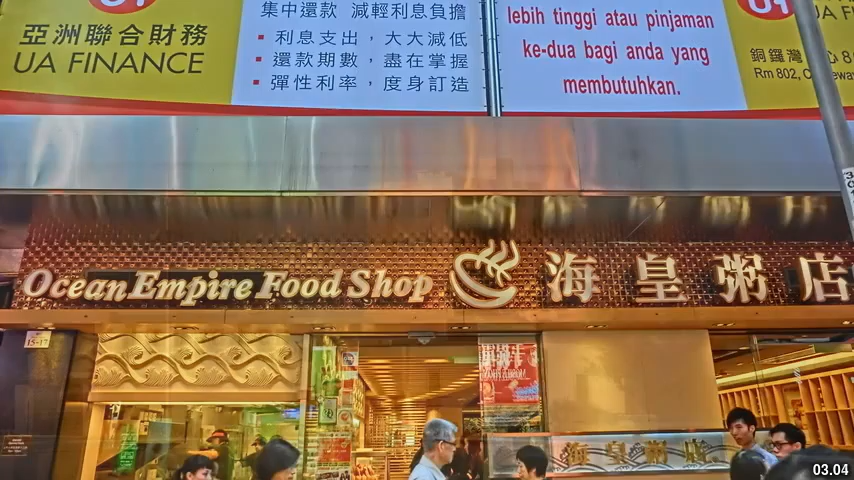 亞洲聯合財務
UA FINANCE
集中還款 減輕利息負擔
▪ 利息支出，大大減低
▪ 還款期數，盡在掌握
▪ 彈性利率，度身訂造
lebih tinggi atau pinjaman
ke-dua bagi anda yang
membutuhkan.
銅鑼灣
Rm 802,
Ocean Empire Food Shop
海皇粥店
15-17
海皇粥店
03.04